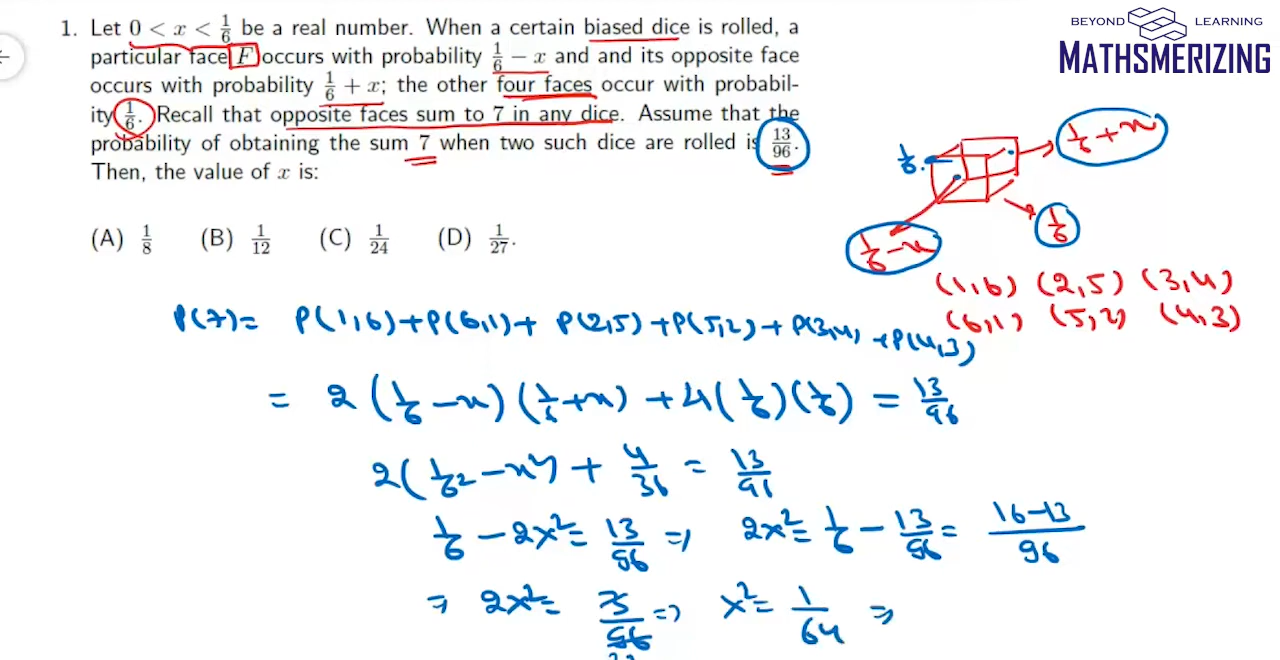 1. Let 0 < x < 1/6 be a real number. When a certain biased dice is rolled, a
particular face F occurs with probability 1/6 − x and and its opposite face
occurs with probability 1/6 + x; the other four faces occur with probabil-
ity 1/6. Recall that opposite faces sum to 7 in any dice. Assume that the
probability of obtaining the sum 7 when two such dice are rolled is 13/96.
Then, the value of x is:
(A) 1/8 (B) 1/12 (C) 1/24 (D) 1/27.
BEYOND LEARNING
MATHSMERIZING
1/6 + x
1/6
1/6 − x
1/6
(1,6) (2,5) (3,4)
(6,1) (5,2) (4,3)
P(7) = P(1,6) + P(6,1) + P(2,5) + P(5,2) + P(3,4) + P(4,3)
= 2 (1/6 − x) (1/6 + x) + 4 (1/6) (1/6) = 13/96
2 (1/6² − x²) + 4/36 = 13/96
1/6 − 2x² = 13/96 ⇒ 2x² = 1/6 − 13/96 = 16−13/96
⇒ 2x² = 3/96 ⇒ x² = 1/64 ⇒